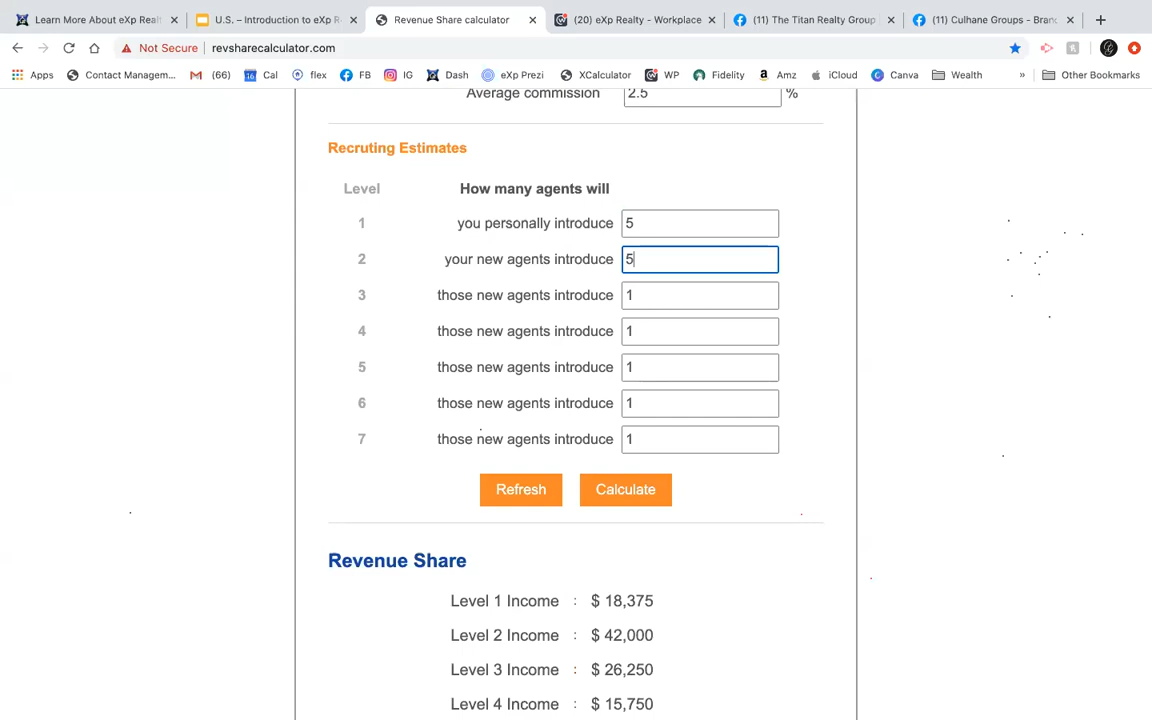 Learn More About eXp Realt
U.S. – Introduction to eXp R
Revenue Share calculator
(20) eXp Realty - Workplace
(11) The Titan Realty Group
(11) Culhane Groups - Branc
Not Secure | revsharecalculator.com
Apps Contact Managem... (66) Cal flex FB IG Dash eXp Prezi XCalculator WP Fidelity Amz iCloud Canva Wealth » Other Bookmarks
Average commission 2.5 %
Recruting Estimates
Level How many agents will
1 you personally introduce 5
2 your new agents introduce 5
3 those new agents introduce 1
4 those new agents introduce 1
5 those new agents introduce 1
6 those new agents introduce 1
7 those new agents introduce 1
Refresh Calculate
Revenue Share
Level 1 Income : $ 18,375
Level 2 Income : $ 42,000
Level 3 Income : $ 26,250
Level 4 Income : $ 15,750